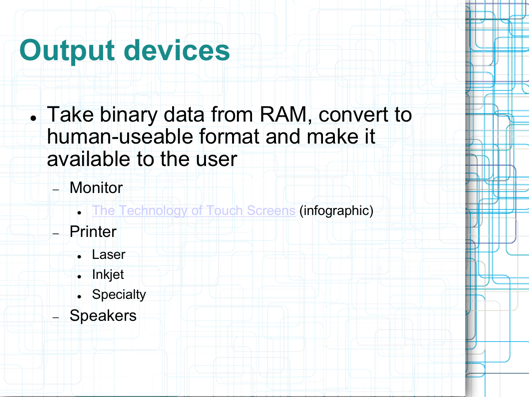 Output devices
● Take binary data from RAM, convert to
human-useable format and make it
available to the user
– Monitor
● The Technology of Touch Screens (infographic)
– Printer
● Laser
● Inkjet
● Specialty
– Speakers